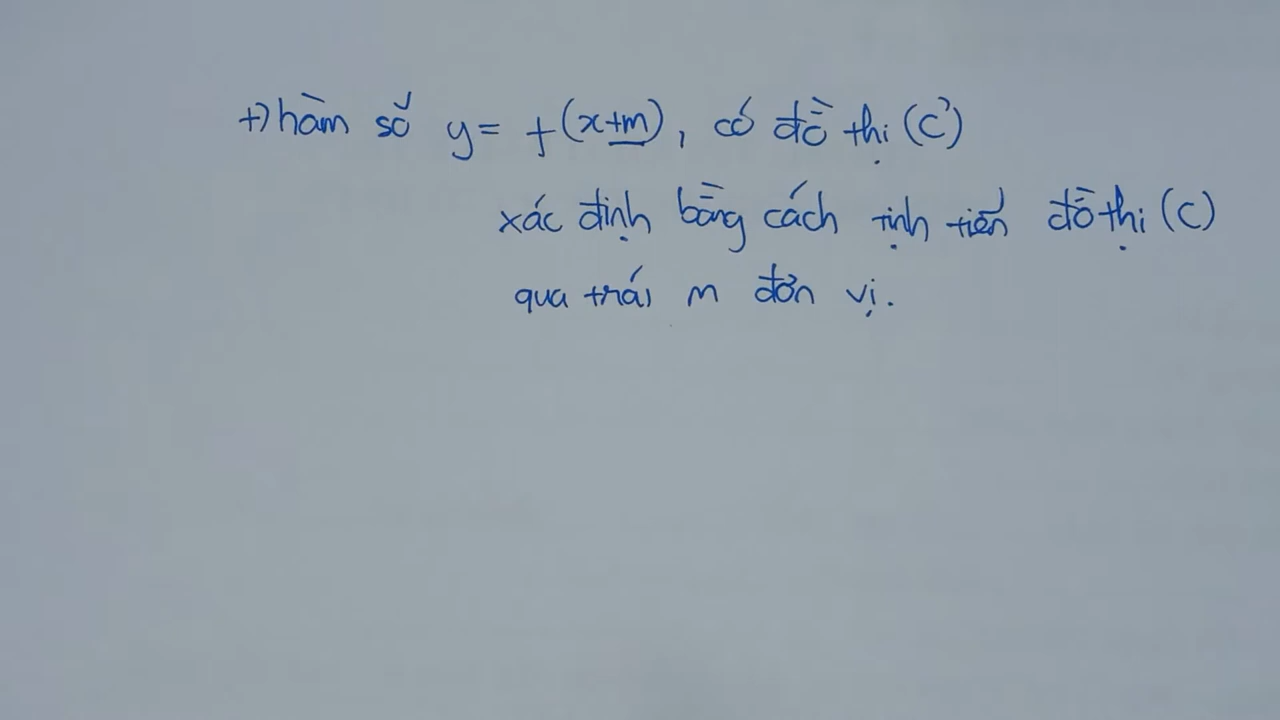 +) hàm số y = f(x+m), có đồ thị (C')
xác định bằng cách tịnh tiến đồ thị (C)
qua trái m đơn vị.